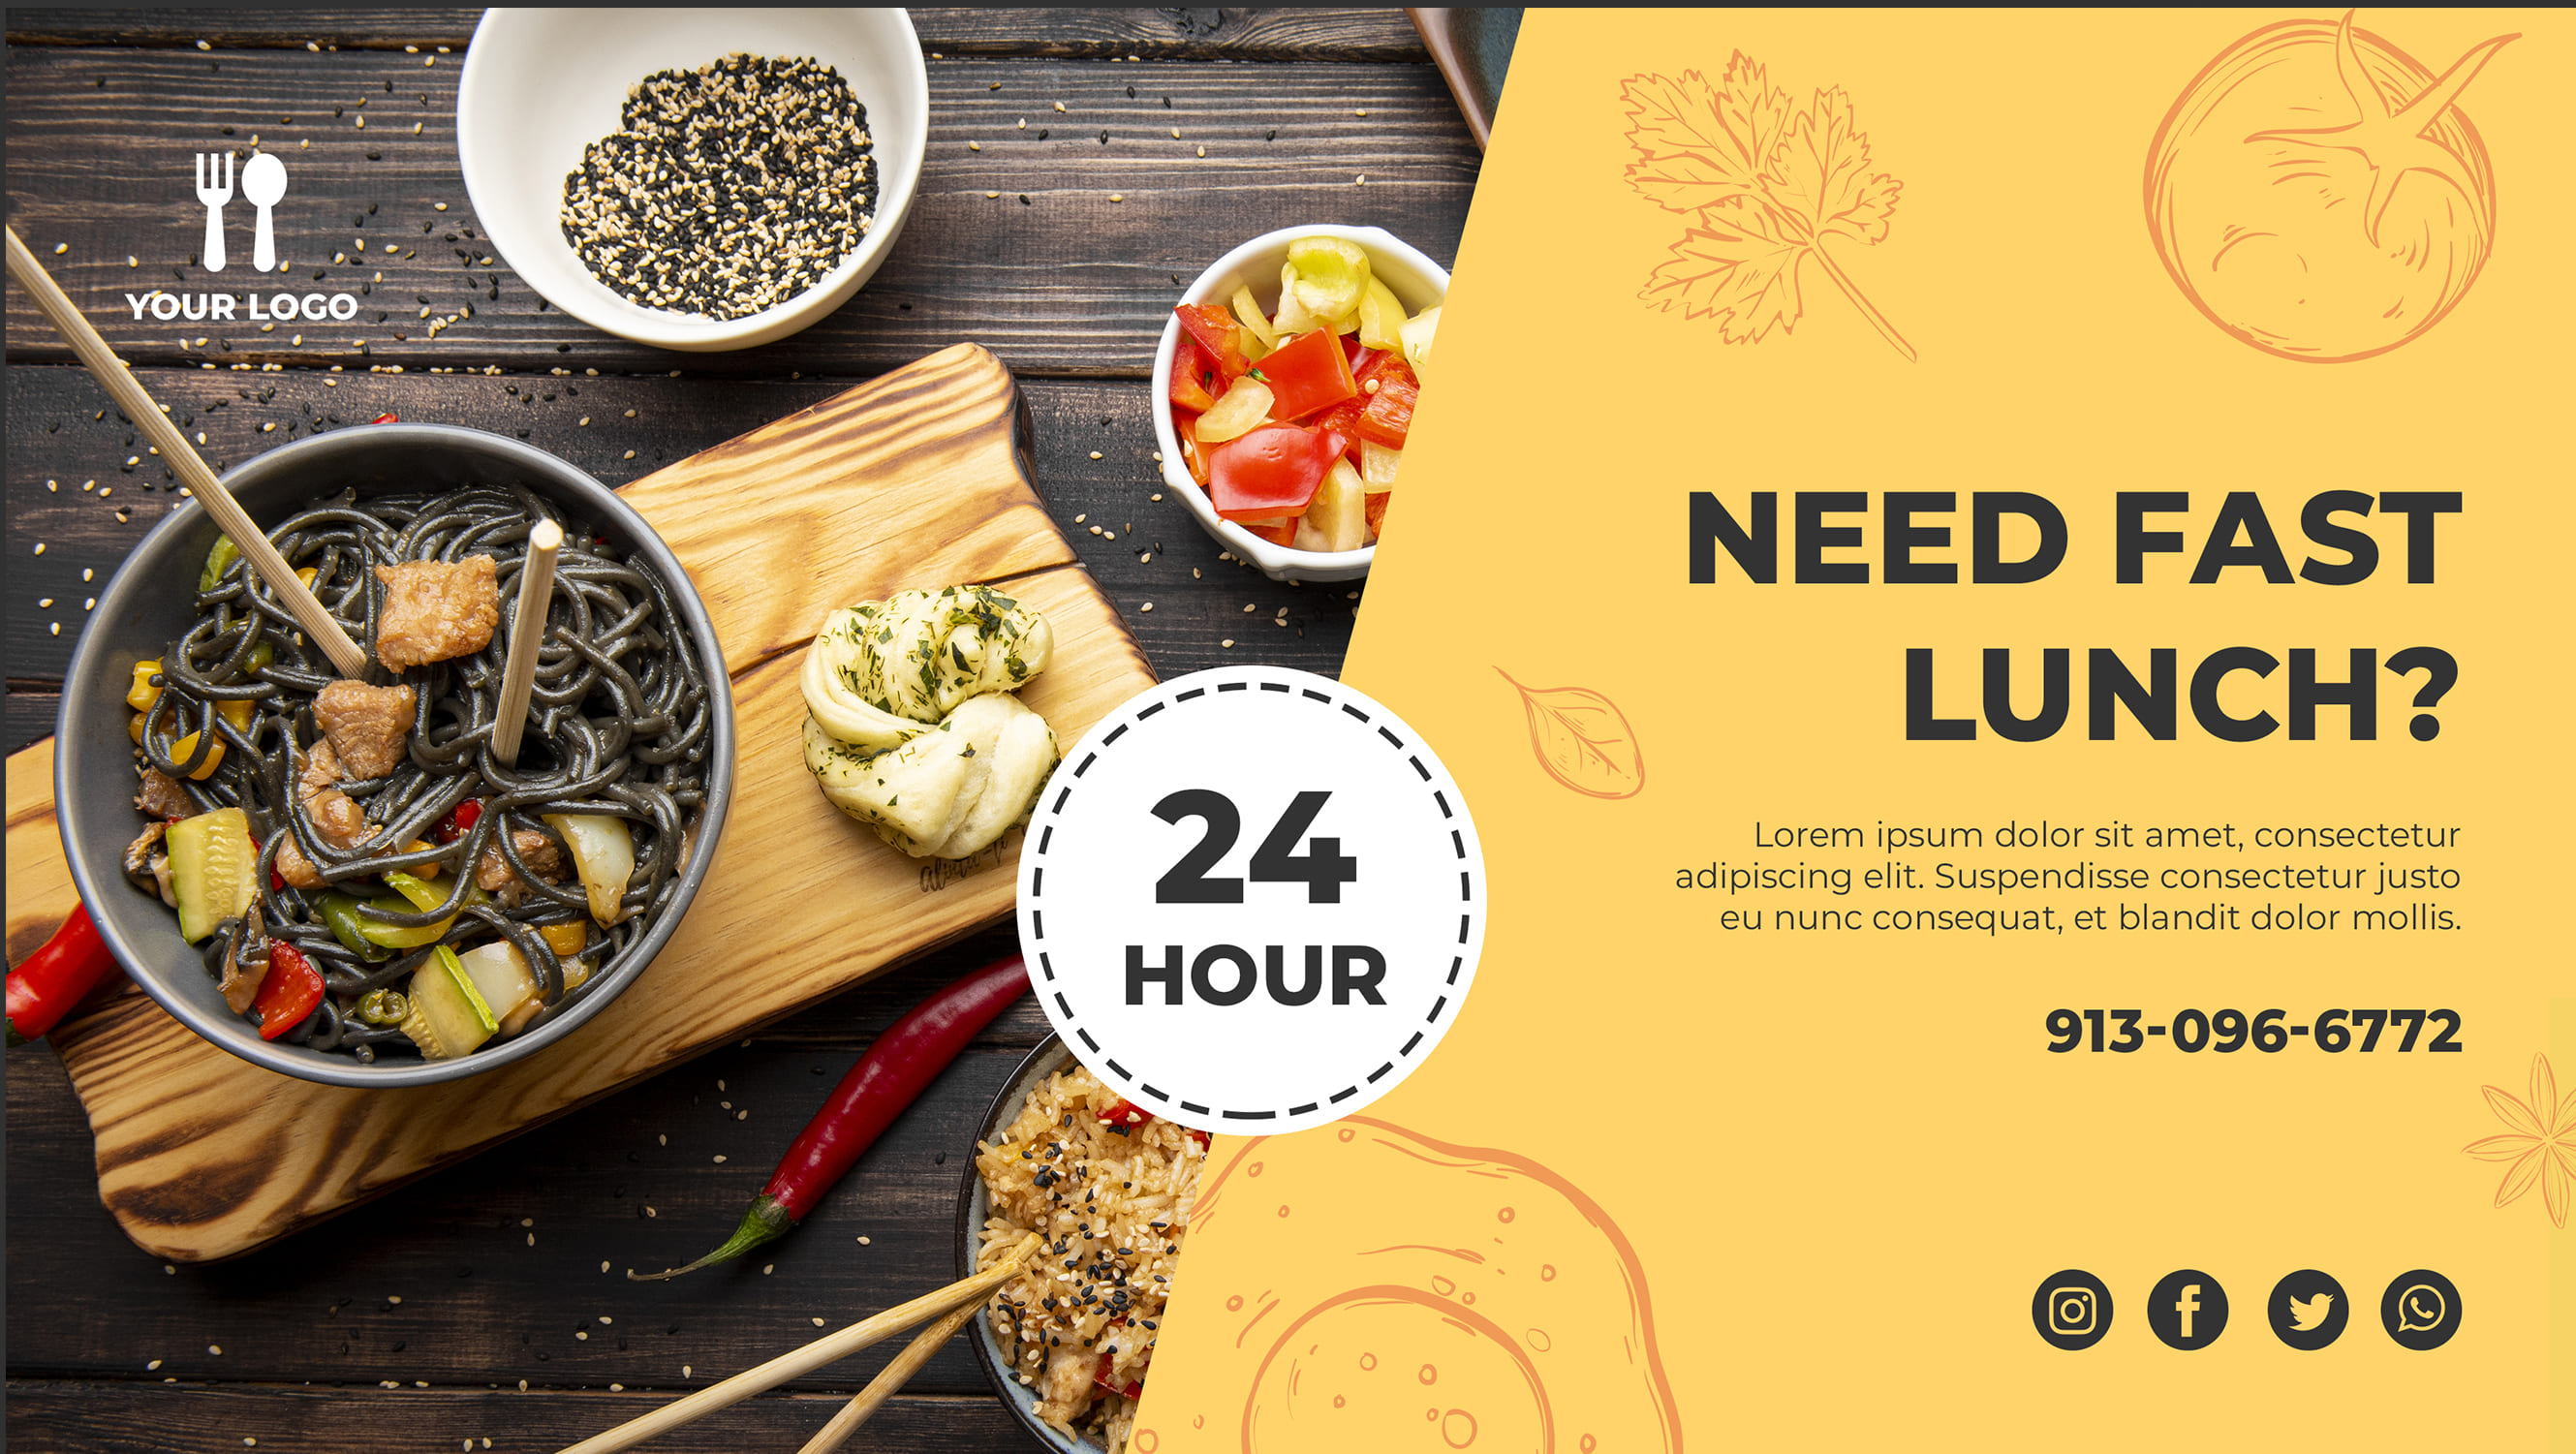 YOUR LOGO
24
HOUR
NEED FAST
LUNCH?
Lorem ipsum dolor sit amet, consectetur
adipiscing elit. Suspendisse consectetur justo
eu nunc consequat, et blandit dolor mollis.
913-096-6772